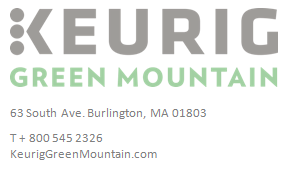 KEURIG
GREEN MOUNTAIN
63 South Ave. Burlington, MA 01803
T + 800 545 2326
KeurigGreenMountain.com